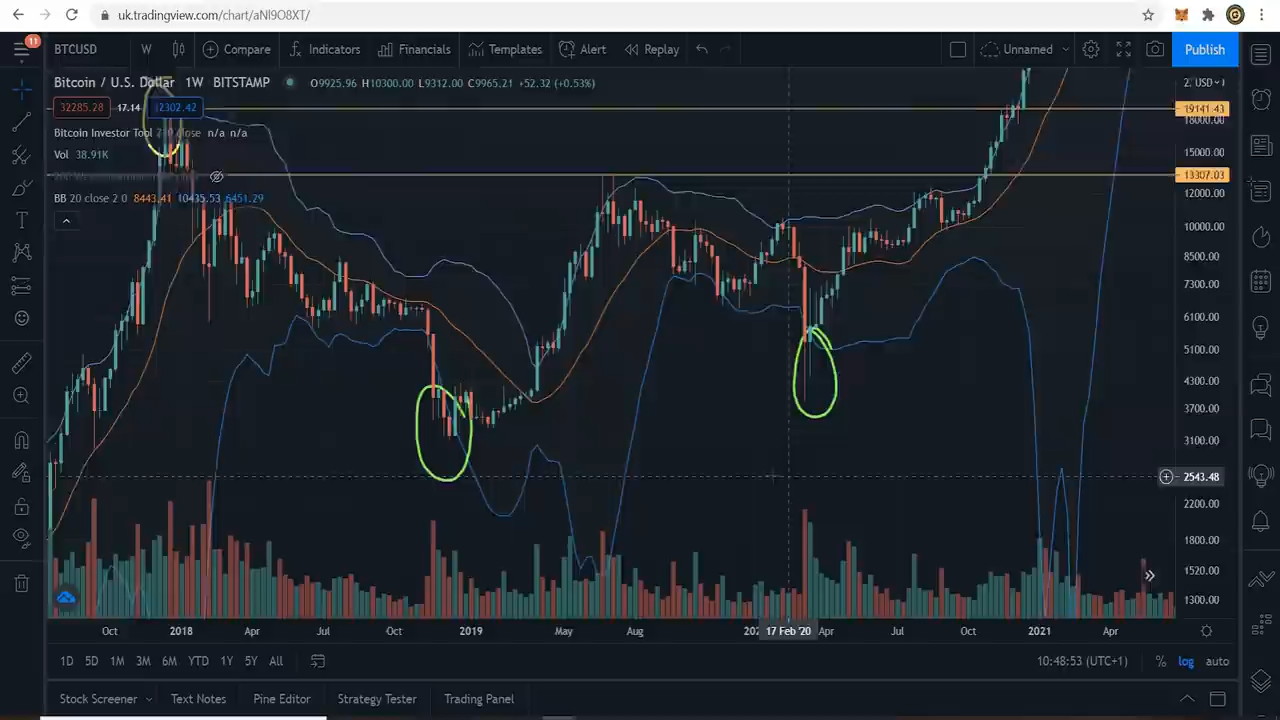 uk.tradingview.com/chart/aNl9O8XT/
11
BTCUSD W Compare Indicators Financials Templates Alert Replay Unnamed Publish
Bitcoin / U.S. Dollar 1W BITSTAMP O9925.96 H10300.00 L9312.00 C9965.21 +52.32 (+0.53%)
32285.28 17.14
Bitcoin Investor Tool close n/a n/a
Vol 38.91K
BB 20 close 2 0 8443.41 10435.53 6451.29
19141.43
18000.00
15000.00
13307.03
12000.00
10000.00
8500.00
7300.00
6100.00
5100.00
4300.00
3700.00
3100.00
2543.48
2200.00
1800.00
1520.00
1300.00
Oct 2018 Apr Jul Oct 2019 May Aug 17 Feb '20 Apr Jul Oct 2021 Apr
1D 5D 1M 3M 6M YTD 1Y 5Y All 10:48:53 (UTC+1) % log auto
Stock Screener Text Notes Pine Editor Strategy Tester Trading Panel